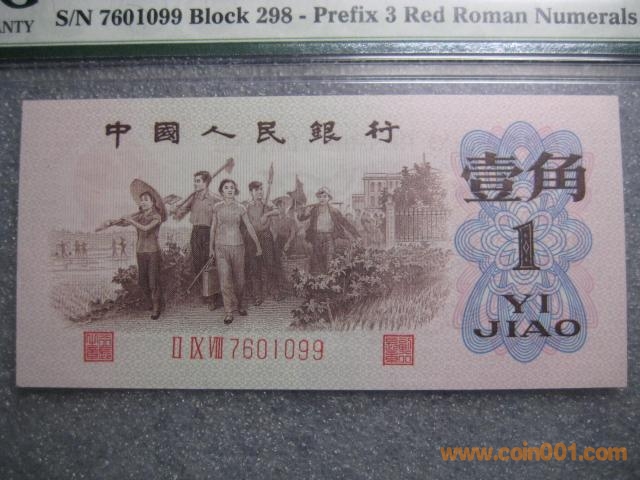 S/N 7601099 Block 298 - Prefix 3 Red Roman Numerals
中國人民銀行
壹角
1
YI
JIAO
II IX VIII 7601099
www.coin001.com